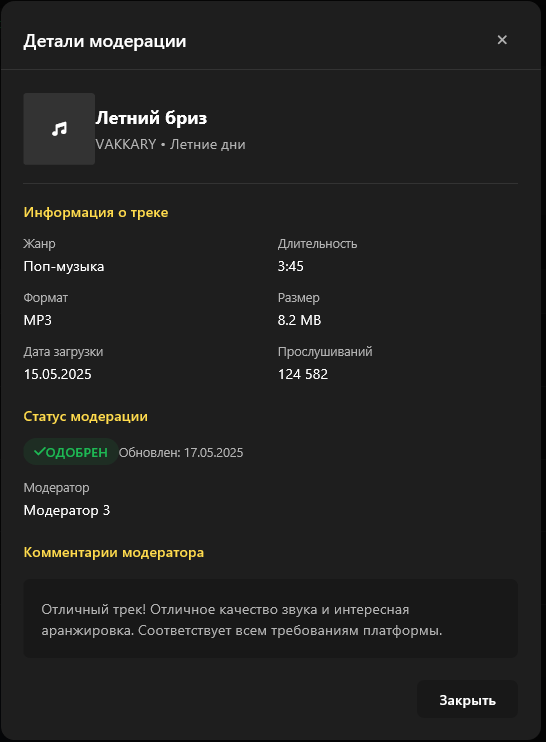 Детали модерации
Летний бриз
VAKKARY • Летние дни
Информация о треке
Жанр
Длительность
Поп-музыка
3:45
Формат
Размер
MP3
8.2 MB
Дата загрузки
Прослушиваний
15.05.2025
124 582
Статус модерации
ОДОБРЕН Обновлен: 17.05.2025
Модератор
Модератор 3
Комментарии модератора
Отличный трек! Отличное качество звука и интересная
аранжировка. Соответствует всем требованиям платформы.
Закрыть